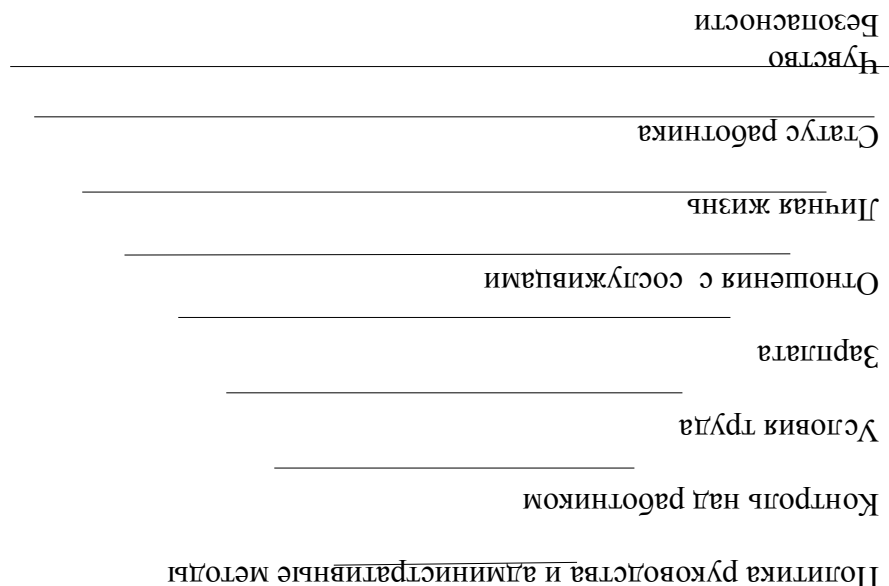 Политика руководства и административные методы
Контроль над работником
Условия труда
Зарплата
Отношения с сослуживцами
Личная жизнь
Статус работника
Чувство
Безопасности